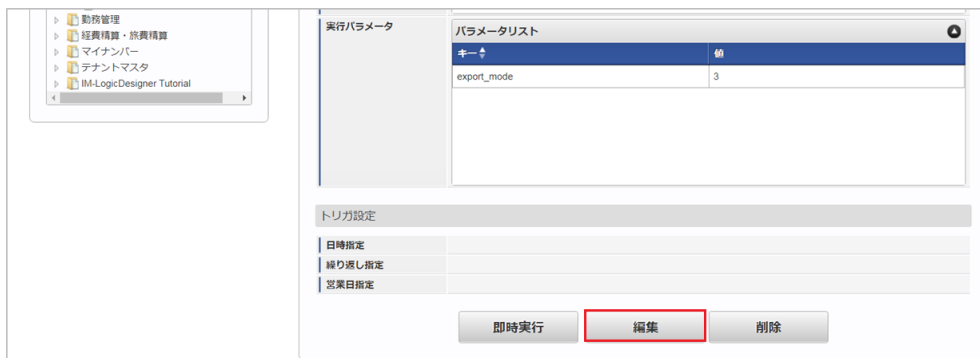 勤務管理
経費精算・旅費精算
マイナンバー
テナントマスタ
IM-LogicDesigner Tutorial
実行パラメータ
パラメータリスト
キー 値
export_mode 3
トリガ設定
日時指定
繰り返し指定
営業日指定
即時実行 編集 削除